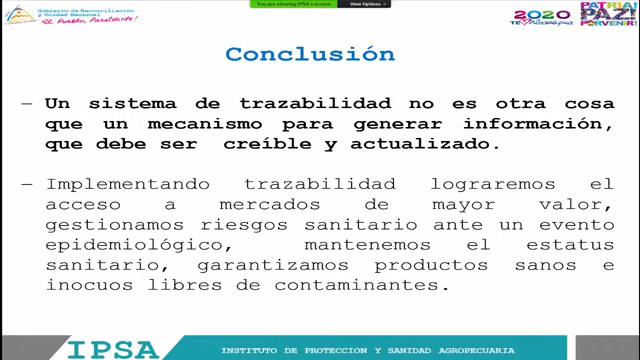 Gobierno de Reconciliación
y Unidad Nacional
El Pueblo, Presidente!
You are viewing IPSA's screen
View Options
2020
PATRIA!
PAZ!
PORVENIR!
Conclusión
– Un sistema de trazabilidad no es otra cosa
que un mecanismo para generar información,
que debe ser creíble y actualizado.
– Implementando trazabilidad lograremos el
acceso a mercados de mayor valor,
gestionamos riesgos sanitario ante un evento
epidemiológico, mantenemos el estatus
sanitario, garantizamos productos sanos e
inocuos libres de contaminantes.
IPSA
INSTITUTO DE PROTECCION Y SANIDAD AGROPECUARIA